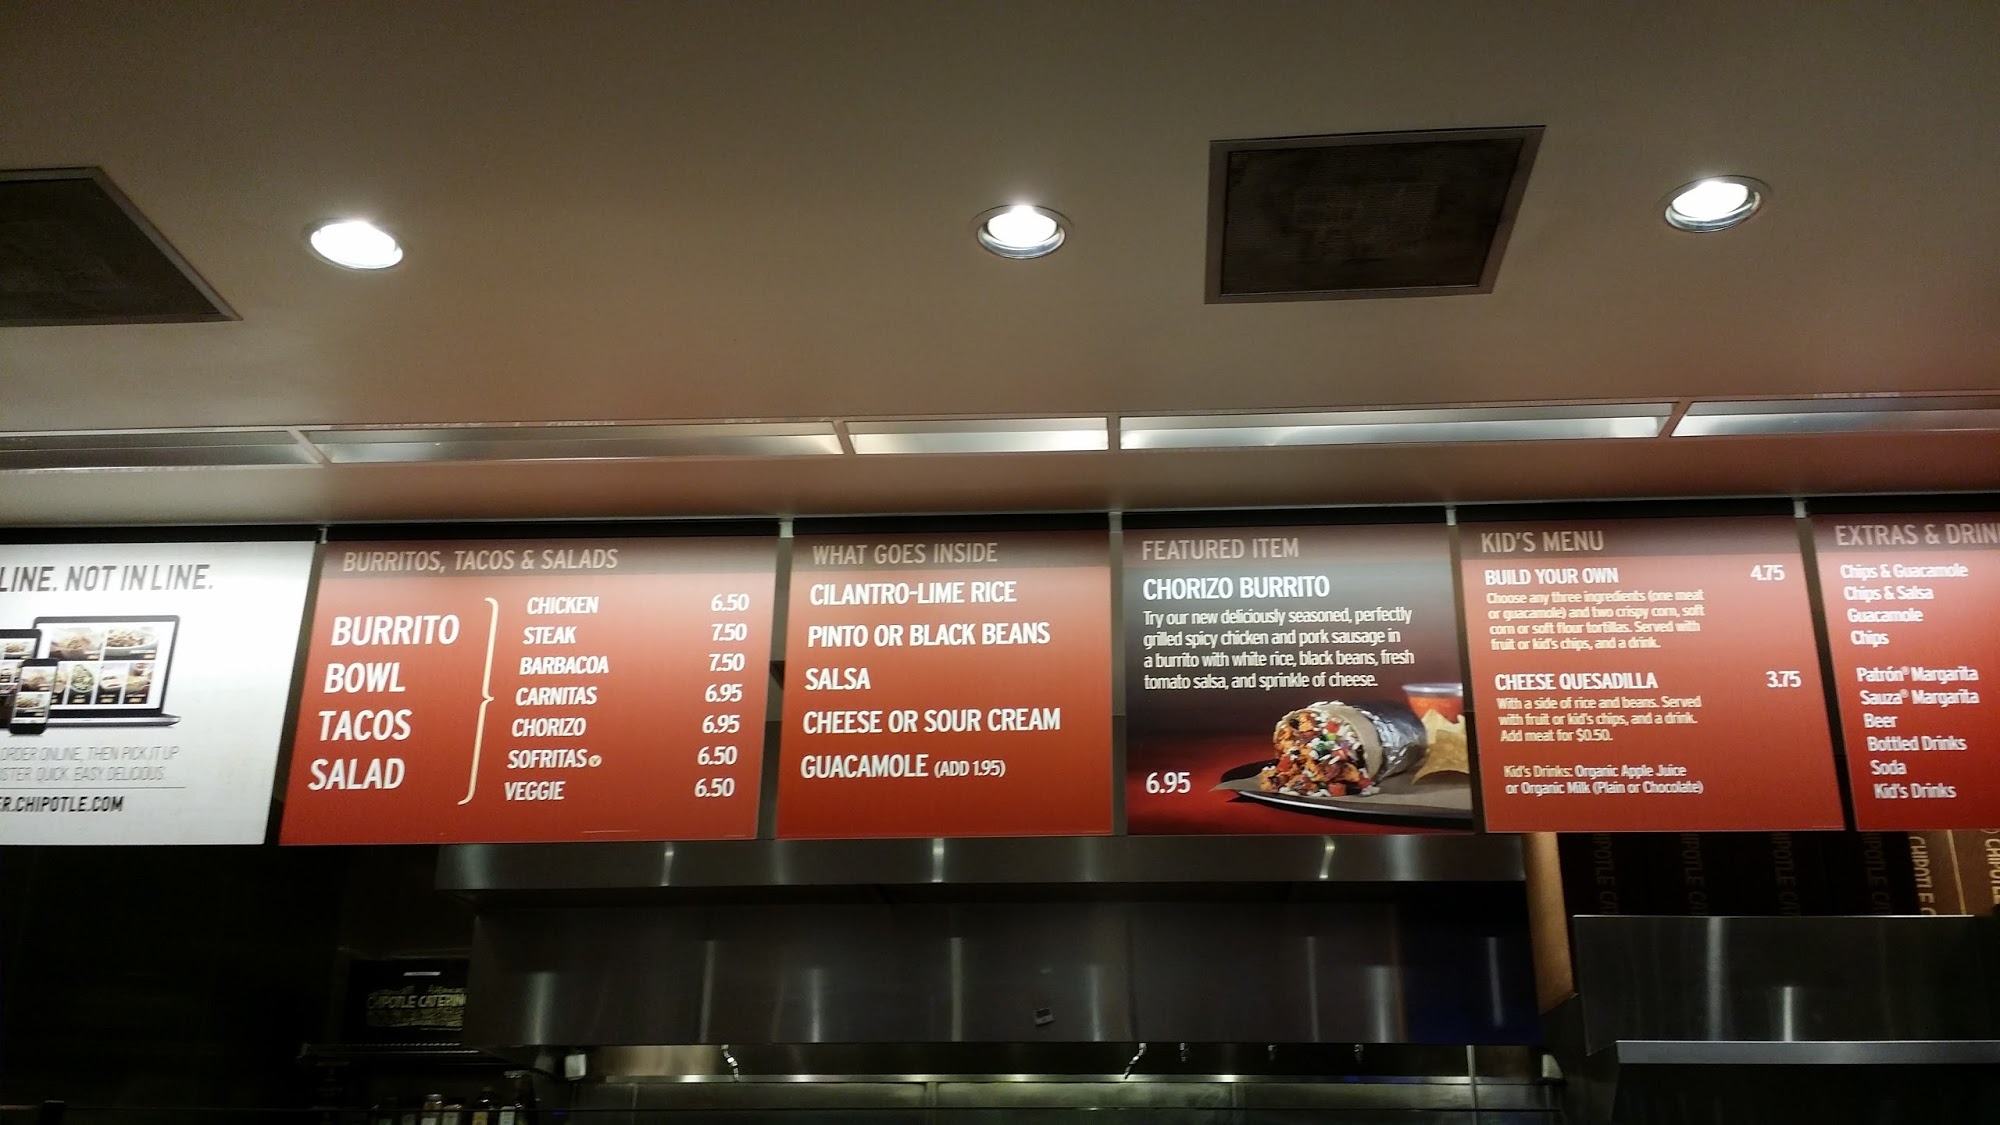 LINE. NOT IN LINE.
ORDER ONLINE, THEN PICK IT UP
QUICK. EASY. DELICIOUS.
ER.CHIPOTLE.COM
BURRITOS, TACOS & SALADS
BURRITO
BOWL
TACOS
SALAD
CHICKEN 6.50
STEAK 7.50
BARBACOA 7.50
CARNITAS 6.95
CHORIZO 6.95
SOFRITAS 6.50
VEGGIE 6.50
WHAT GOES INSIDE
CILANTRO-LIME RICE
PINTO OR BLACK BEANS
SALSA
CHEESE OR SOUR CREAM
GUACAMOLE (ADD 1.95)
FEATURED ITEM
CHORIZO BURRITO
Try our new deliciously seasoned, perfectly
grilled spicy chicken and pork sausage in
a burrito with white rice, black beans, fresh
tomato salsa, and sprinkle of cheese.
6.95
KID'S MENU
BUILD YOUR OWN 4.75
Choose any three ingredients (one meat
or guacamole) and two crispy corn, soft
corn or soft flour tortillas. Served with
fruit or kid's chips, and a drink.
CHEESE QUESADILLA 3.75
With a side of rice and beans. Served
with fruit or kid's chips, and a drink.
Add meat for $0.50.
Kid's Drinks: Organic Apple Juice
or Organic Milk (Plain or Chocolate)
EXTRAS & DRIN
Chips & Guacamole
Chips & Salsa
Guacamole
Chips
Patrón® Margarita
Sauza® Margarita
Beer
Bottled Drinks
Soda
Kid's Drinks
CHIPOTLE CATERIN